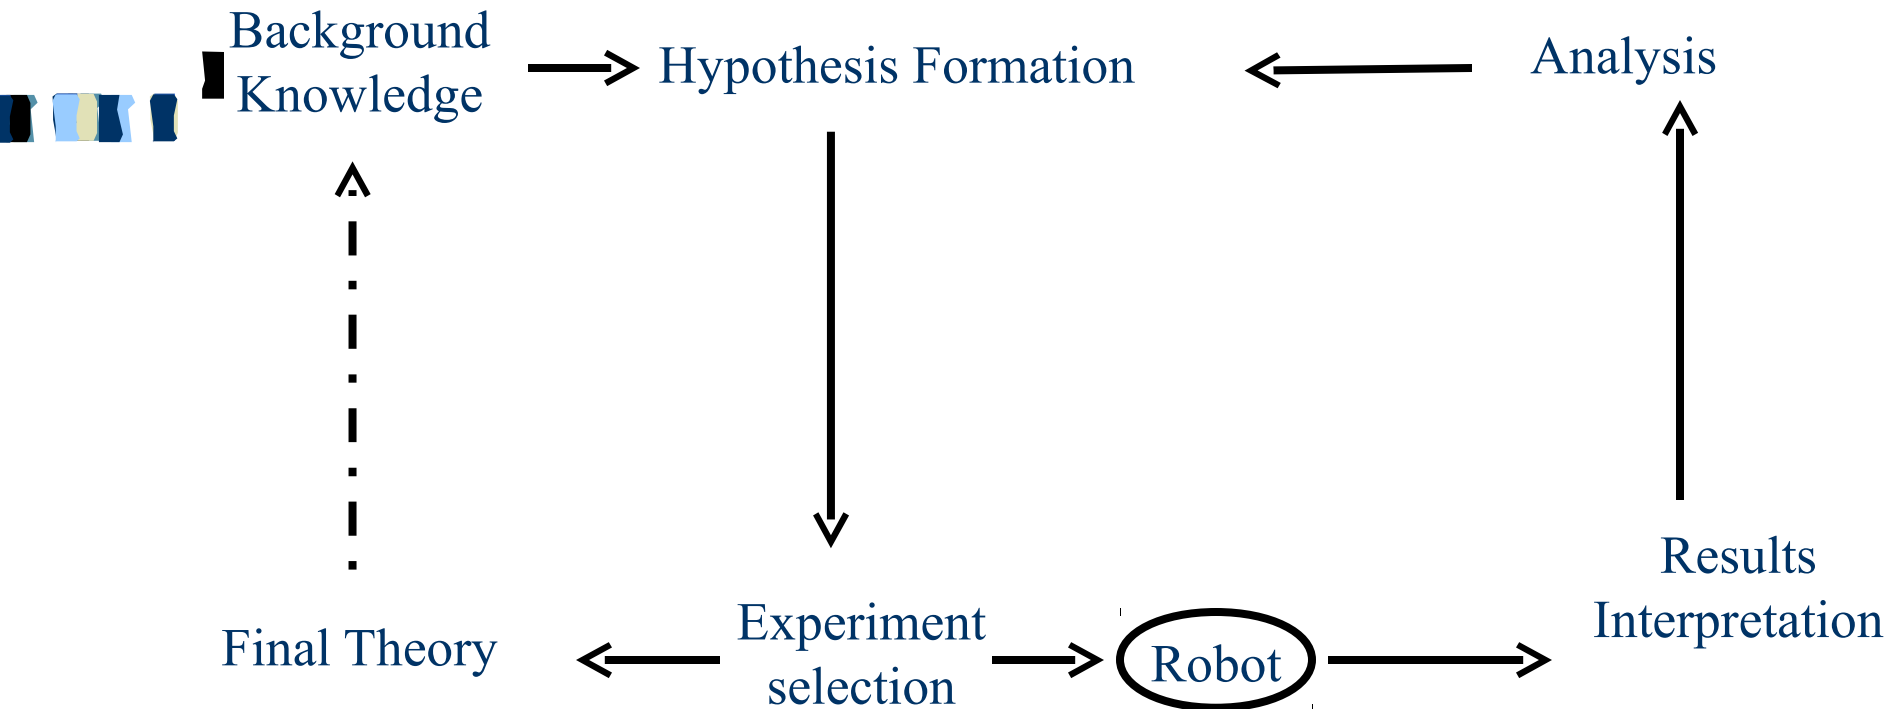 Background
Knowledge
Hypothesis Formation
Analysis
Results
Interpretation
Final Theory
Experiment
selection
Robot